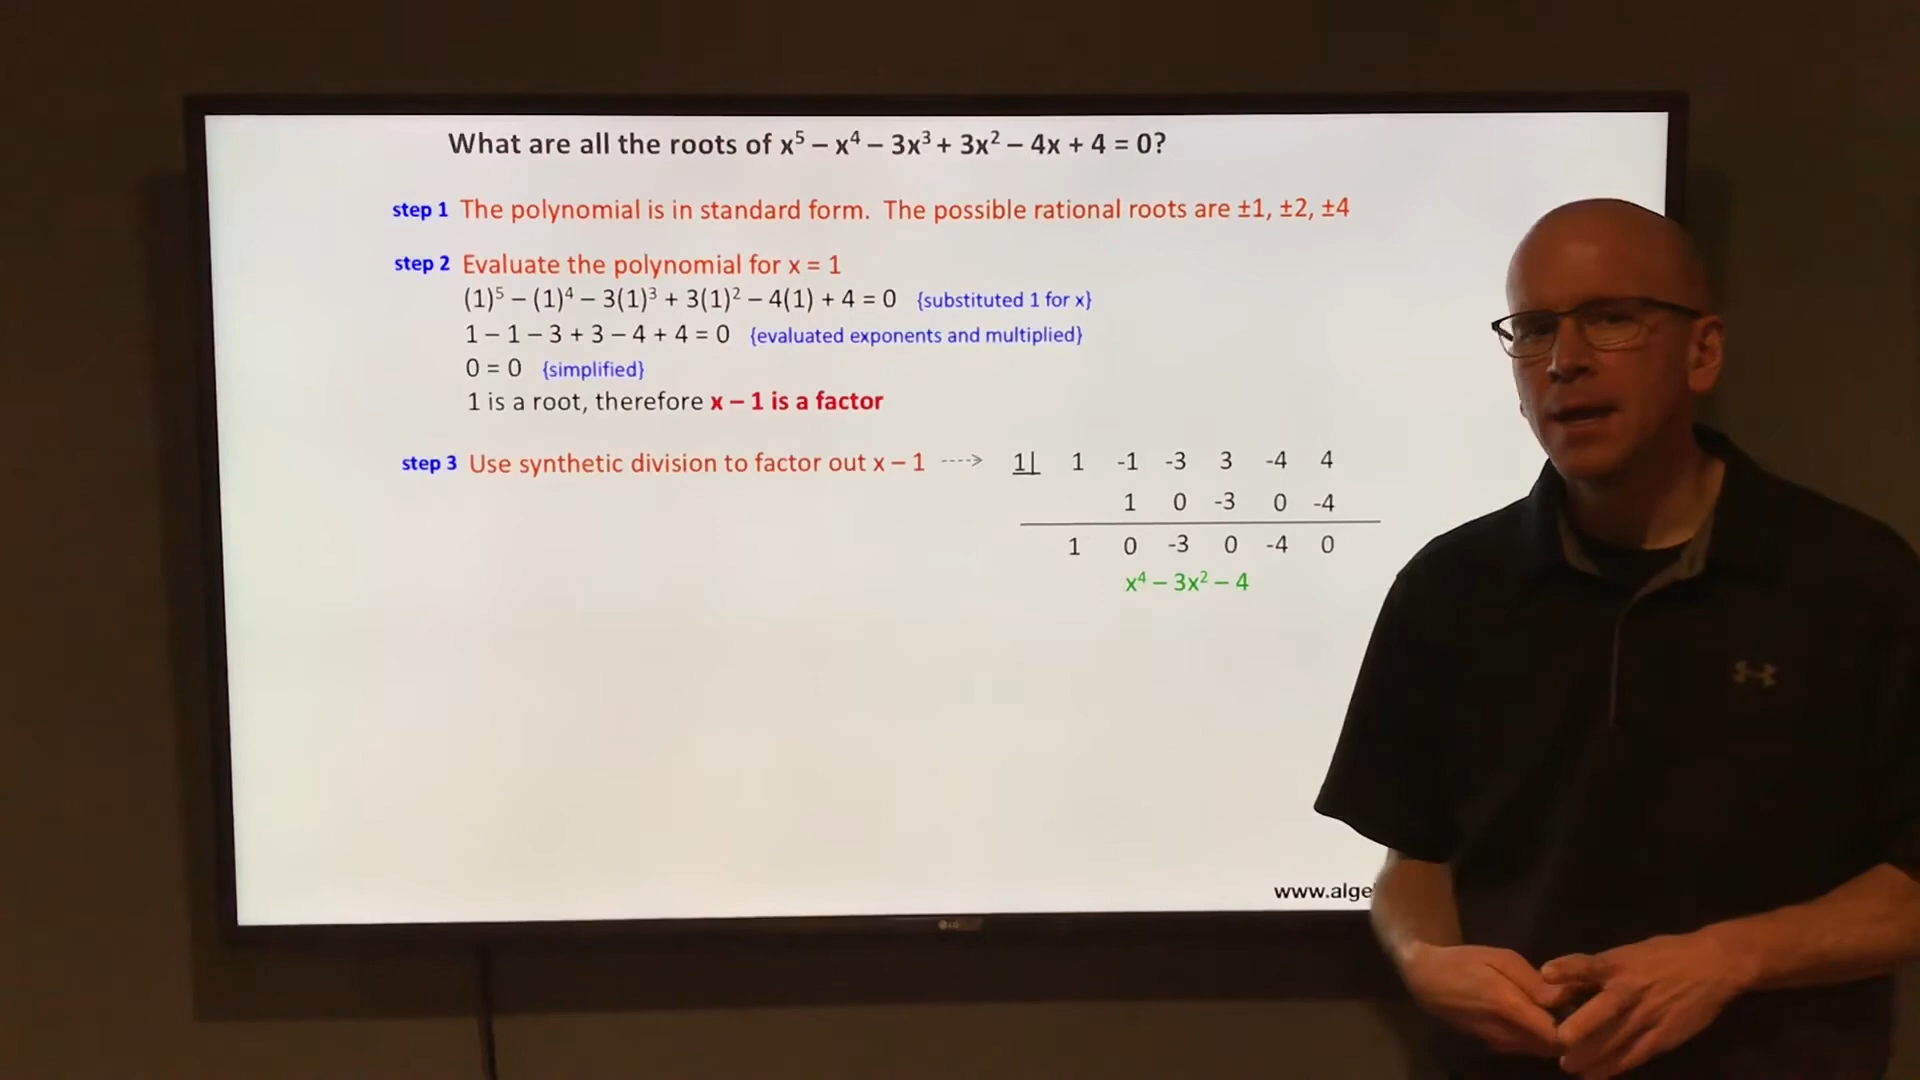 What are all the roots of x⁵ – x⁴ – 3x³ + 3x² – 4x + 4 = 0?
step 1 The polynomial is in standard form. The possible rational roots are ±1, ±2, ±4
step 2 Evaluate the polynomial for x = 1
(1)⁵ – (1)⁴ – 3(1)³ + 3(1)² – 4(1) + 4 = 0 {substituted 1 for x}
1 – 1 – 3 + 3 – 4 + 4 = 0 {evaluated exponents and multiplied}
0 = 0 {simplified}
1 is a root, therefore x – 1 is a factor
step 3 Use synthetic division to factor out x – 1 ----> 1| 1 -1 -3 3 -4 4
1 0 -3 0 -4
1 0 -3 0 -4 0
x⁴ – 3x² – 4
www.alge
LG